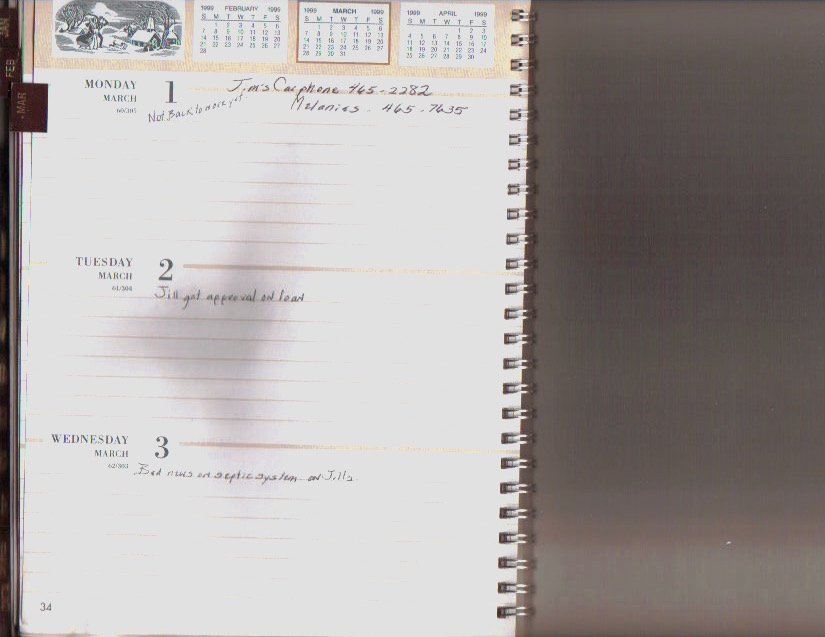 1999 FEBRUARY 1999
S M T W T F S
1 2 3 4 5 6
7 8 9 10 11 12 13
14 15 16 17 18 19 20
21 22 23 24 25 26 27
28
1999 MARCH 1999
S M T W T F S
1 2 3 4 5 6
7 8 9 10 11 12 13
14 15 16 17 18 19 20
21 22 23 24 25 26 27
28 29 30 31
1999 APRIL 1999
S M T W T F S
1 2 3
4 5 6 7 8 9 10
11 12 13 14 15 16 17
18 19 20 21 22 23 24
25 26 27 28 29 30
JAN
FEB
MAR
MONDAY 1 Jim's Carphone 465-2282
MARCH Melanies - 465-7635
60/305 Not Back to work yet.
TUESDAY 2
MARCH
61/304 Jill got approval on loan
WEDNESDAY 3
MARCH
62/303 Bad news on septic system on Jills
34